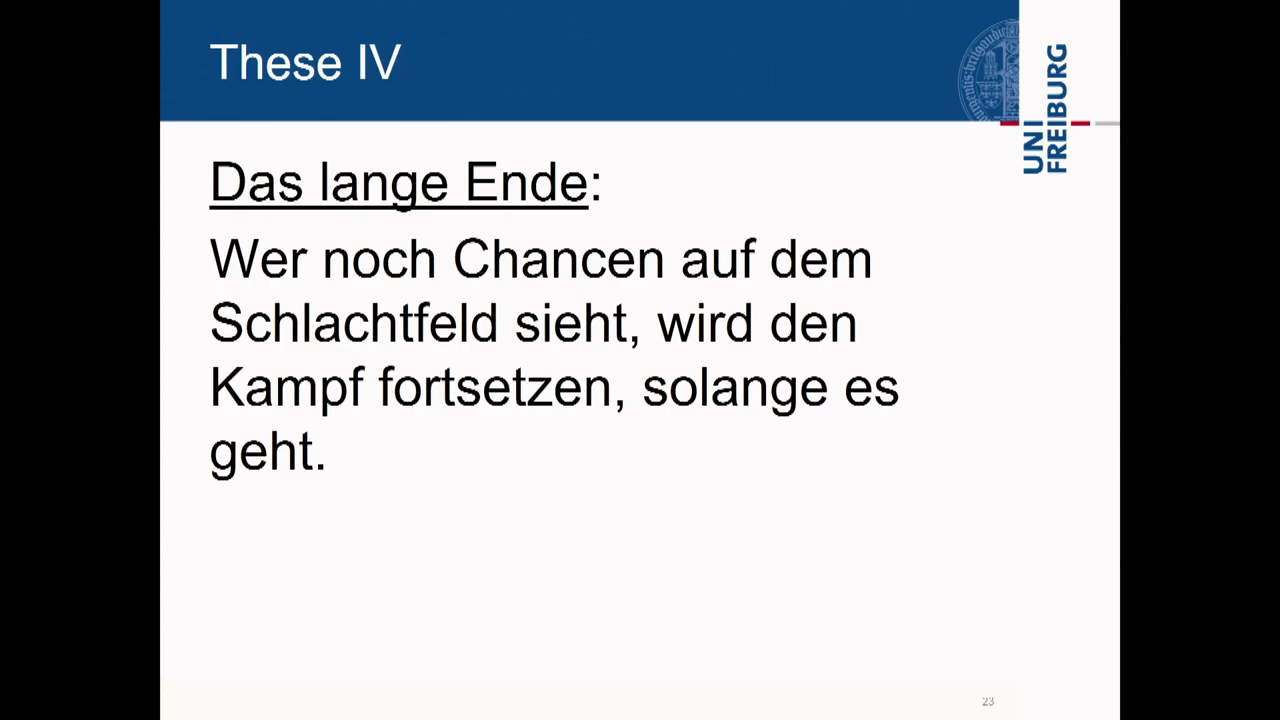 These IV
UNI
FREIBURG
Das lange Ende:
Wer noch Chancen auf dem
Schlachtfeld sieht, wird den
Kampf fortsetzen, solange es
geht.
23